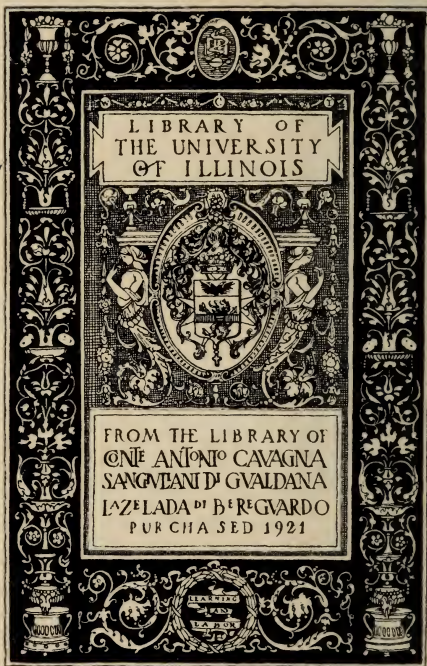 LIBRARY OF
THE UNIVERSITY
OF ILLINOIS
FROM THE LIBRARY OF
CONTE ANTONIO CAVAGNA
SANGIULIANI DI GUALDANA
LAZELADA DI BEREGUARDO
PURCHASED 1921
LEARNING
AND
LABOR